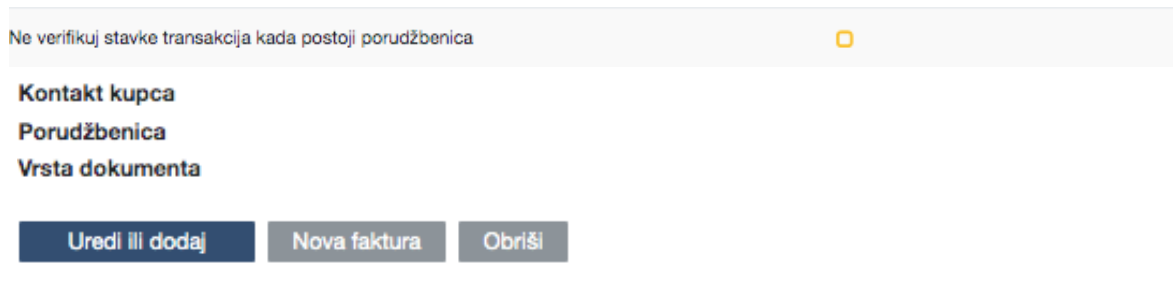 Ne verifikuj stavke transakcija kada postoji porudžbenica
Kontakt kupca
Porudžbenica
Vrsta dokumenta
Uredi ili dodaj Nova faktura Obriši